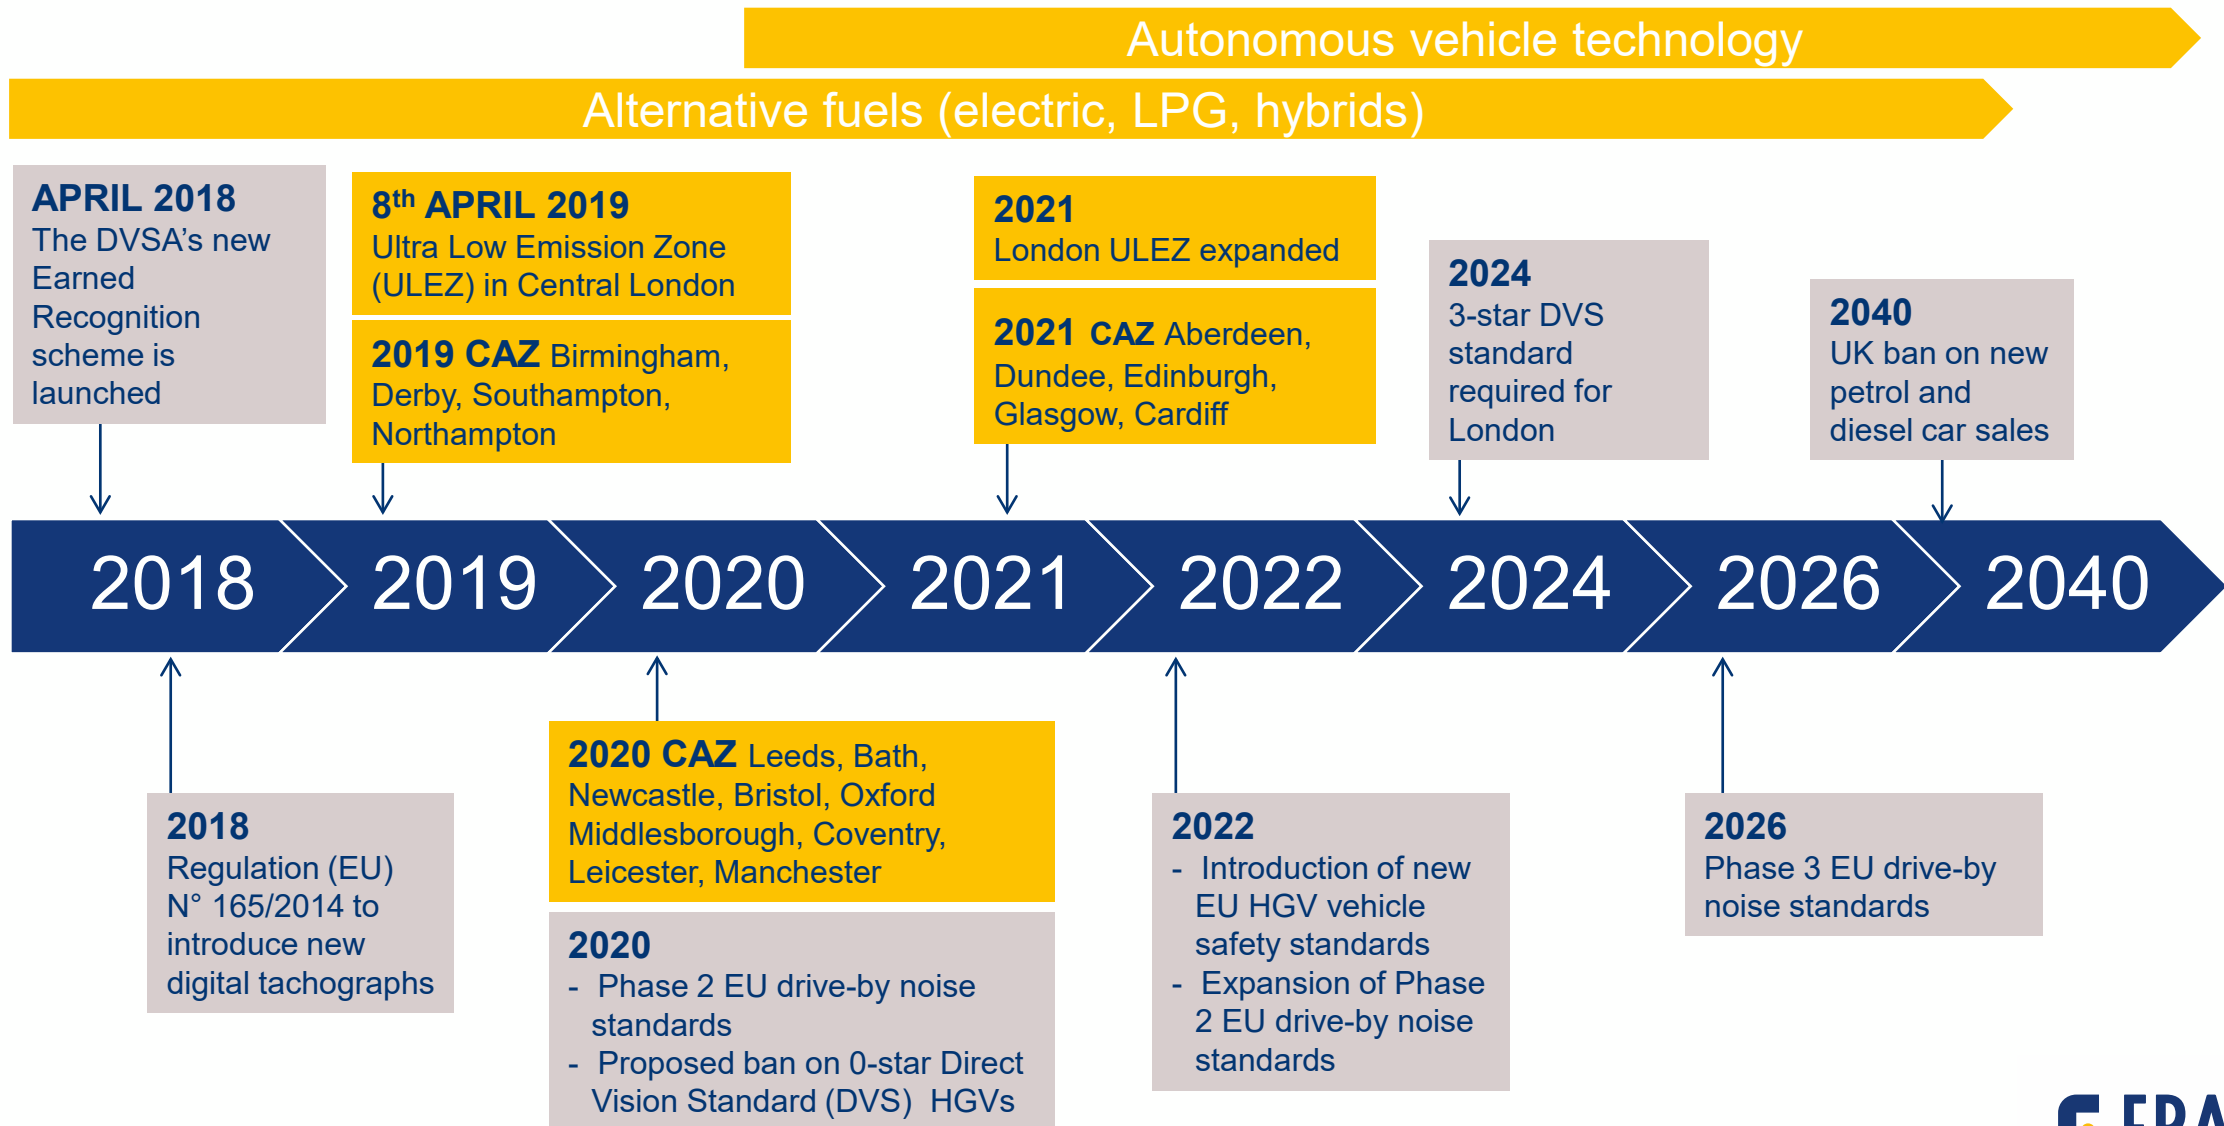 Autonomous vehicle technology
Alternative fuels (electric, LPG, hybrids)
APRIL 2018
The DVSA's new
Earned
Recognition
scheme is
launched
8th APRIL 2019
Ultra Low Emission Zone
(ULEZ) in Central London
2019 CAZ Birmingham,
Derby, Southampton,
Northampton
2021
London ULEZ expanded
2021 CAZ Aberdeen,
Dundee, Edinburgh,
Glasgow, Cardiff
2024
3-star DVS
standard
required for
London
2040
UK ban on new
petrol and
diesel car sales
2018 2019 2020 2021 2022 2024 2026 2040
2018
Regulation (EU)
N° 165/2014 to
introduce new
digital tachographs
2020 CAZ Leeds, Bath,
Newcastle, Bristol, Oxford
Middlesborough, Coventry,
Leicester, Manchester
2020
- Phase 2 EU drive-by noise
standards
- Proposed ban on 0-star Direct
Vision Standard (DVS) HGVs
2022
- Introduction of new
EU HGV vehicle
safety standards
- Expansion of Phase
2 EU drive-by noise
standards
2026
Phase 3 EU drive-by
noise standards